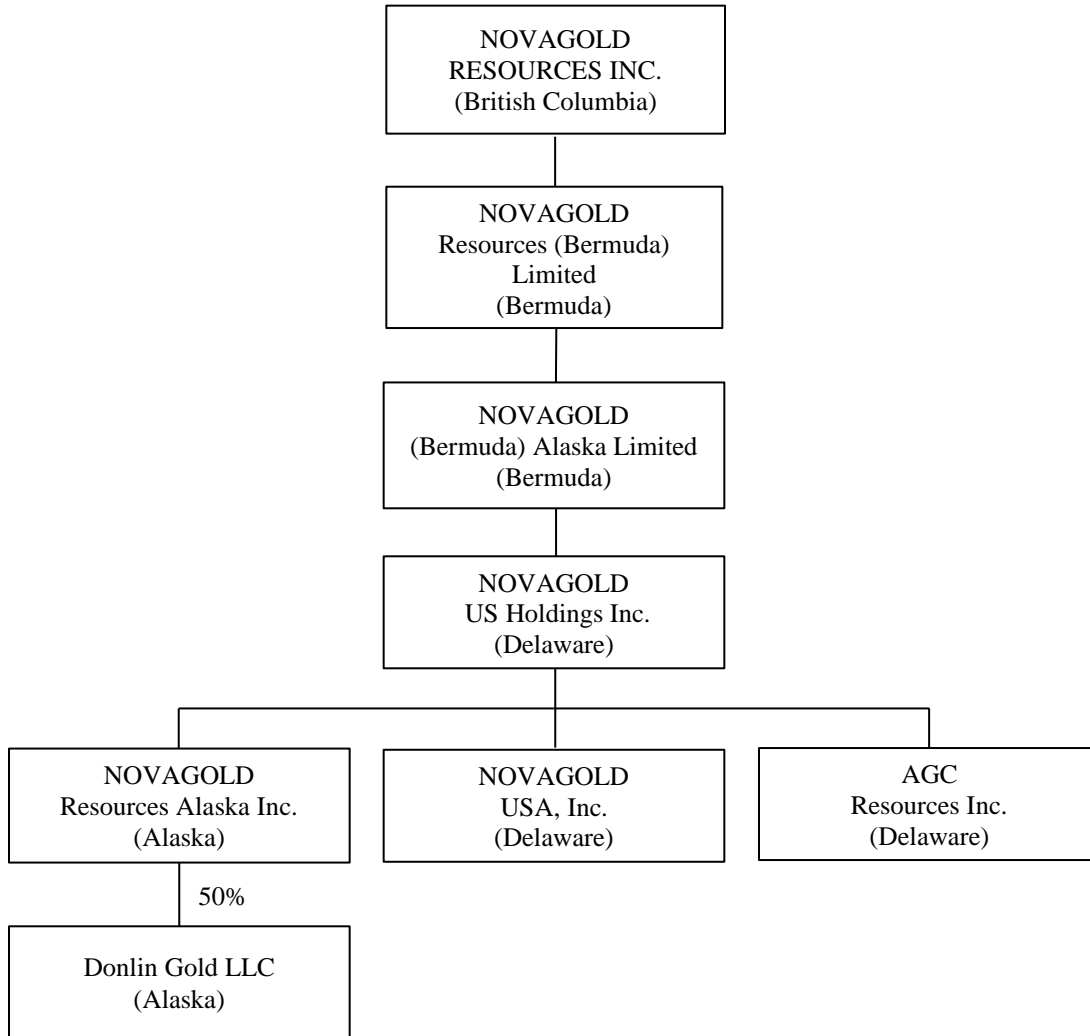 NOVAGOLD
RESOURCES INC.
(British Columbia)
NOVAGOLD
Resources (Bermuda)
Limited
(Bermuda)
NOVAGOLD
(Bermuda) Alaska Limited
(Bermuda)
NOVAGOLD
US Holdings Inc.
(Delaware)
NOVAGOLD
Resources Alaska Inc.
(Alaska)
NOVAGOLD
USA, Inc.
(Delaware)
AGC
Resources Inc.
(Delaware)
50%
Donlin Gold LLC
(Alaska)